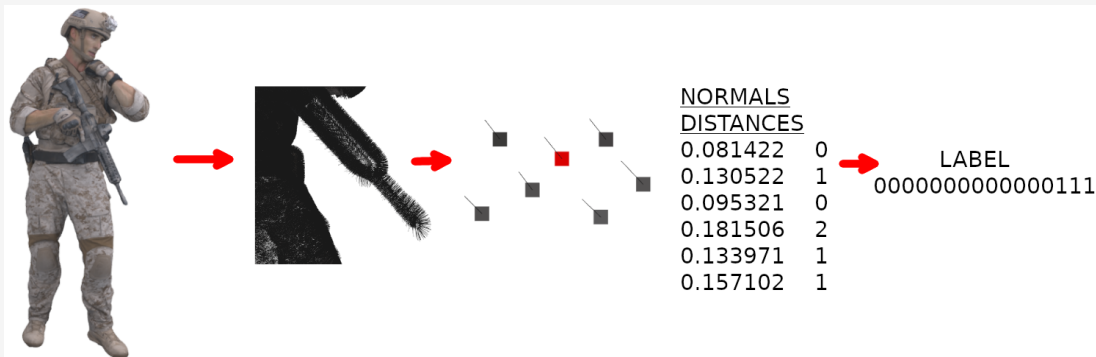 NORMALS
DISTANCES
0.081422 0
0.130522 1
0.095321 0
0.181506 2
0.133971 1
0.157102 1
LABEL
0000000000000111